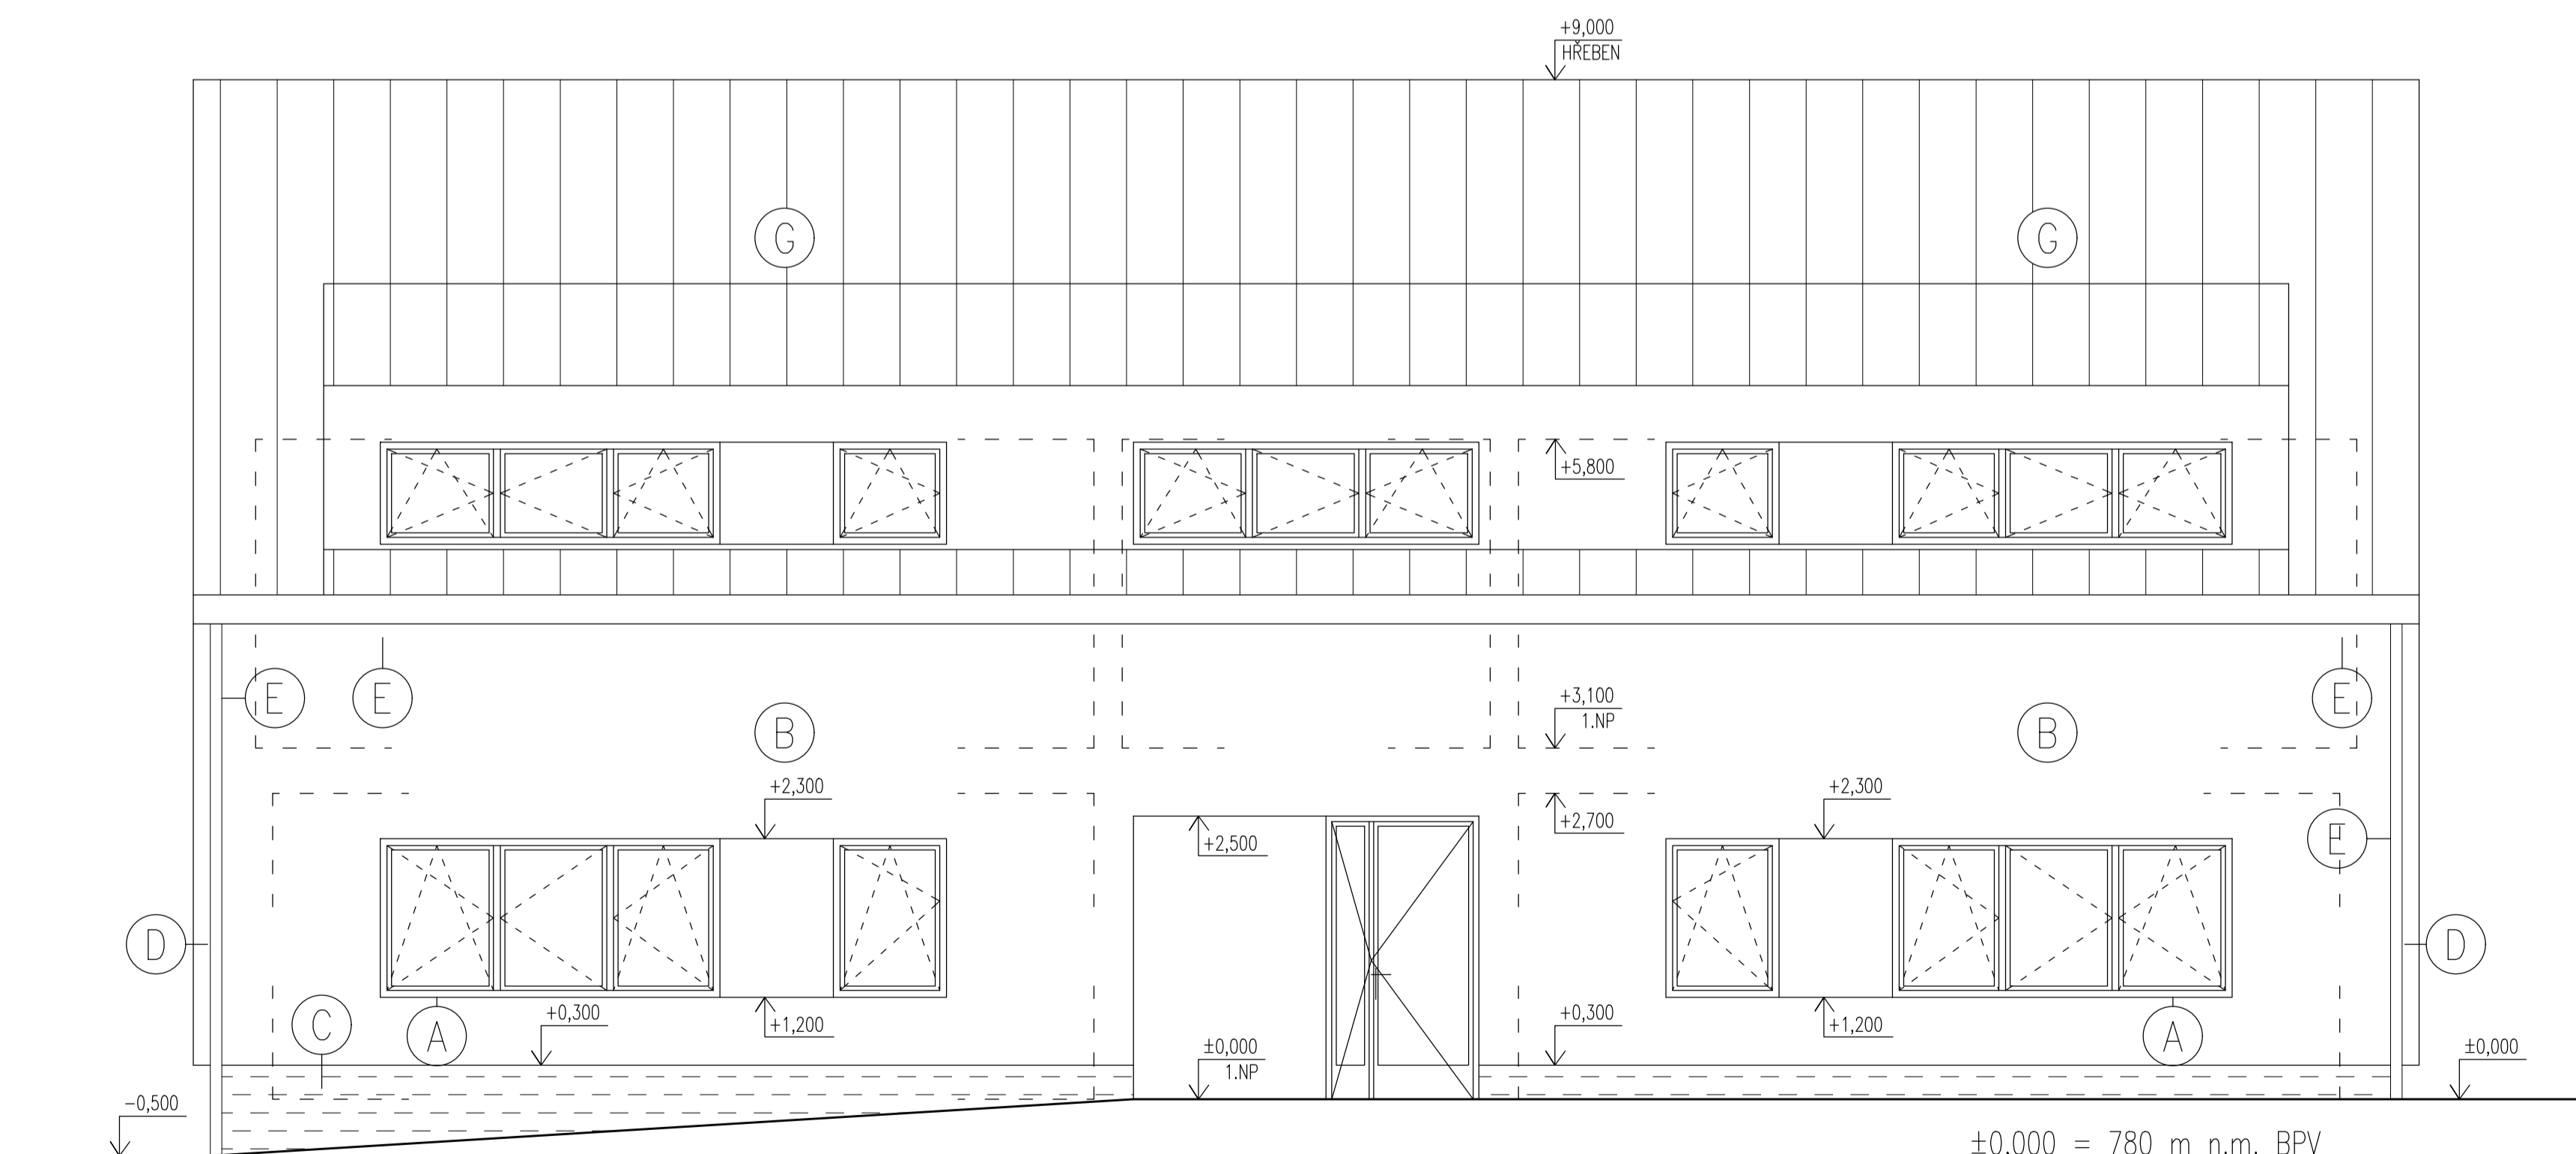 +9,000
HŘEBEN
G
G
+5,800
E
E
+3,100
1.NP
E
B
B
+2,300
+2,300
+2,700
+2,500
E
D
D
C
A
+0,300
+1,200
+0,300
+1,200
A
±0,000
1.NP
±0,000
-0,500
±0,000 = 780 m n.m. BPV